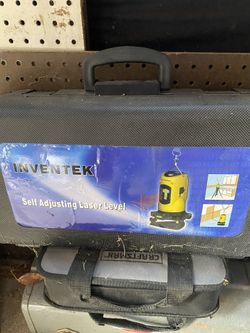 INVENTEK
Self Adjusting Laser Level
CRAFTSMAN